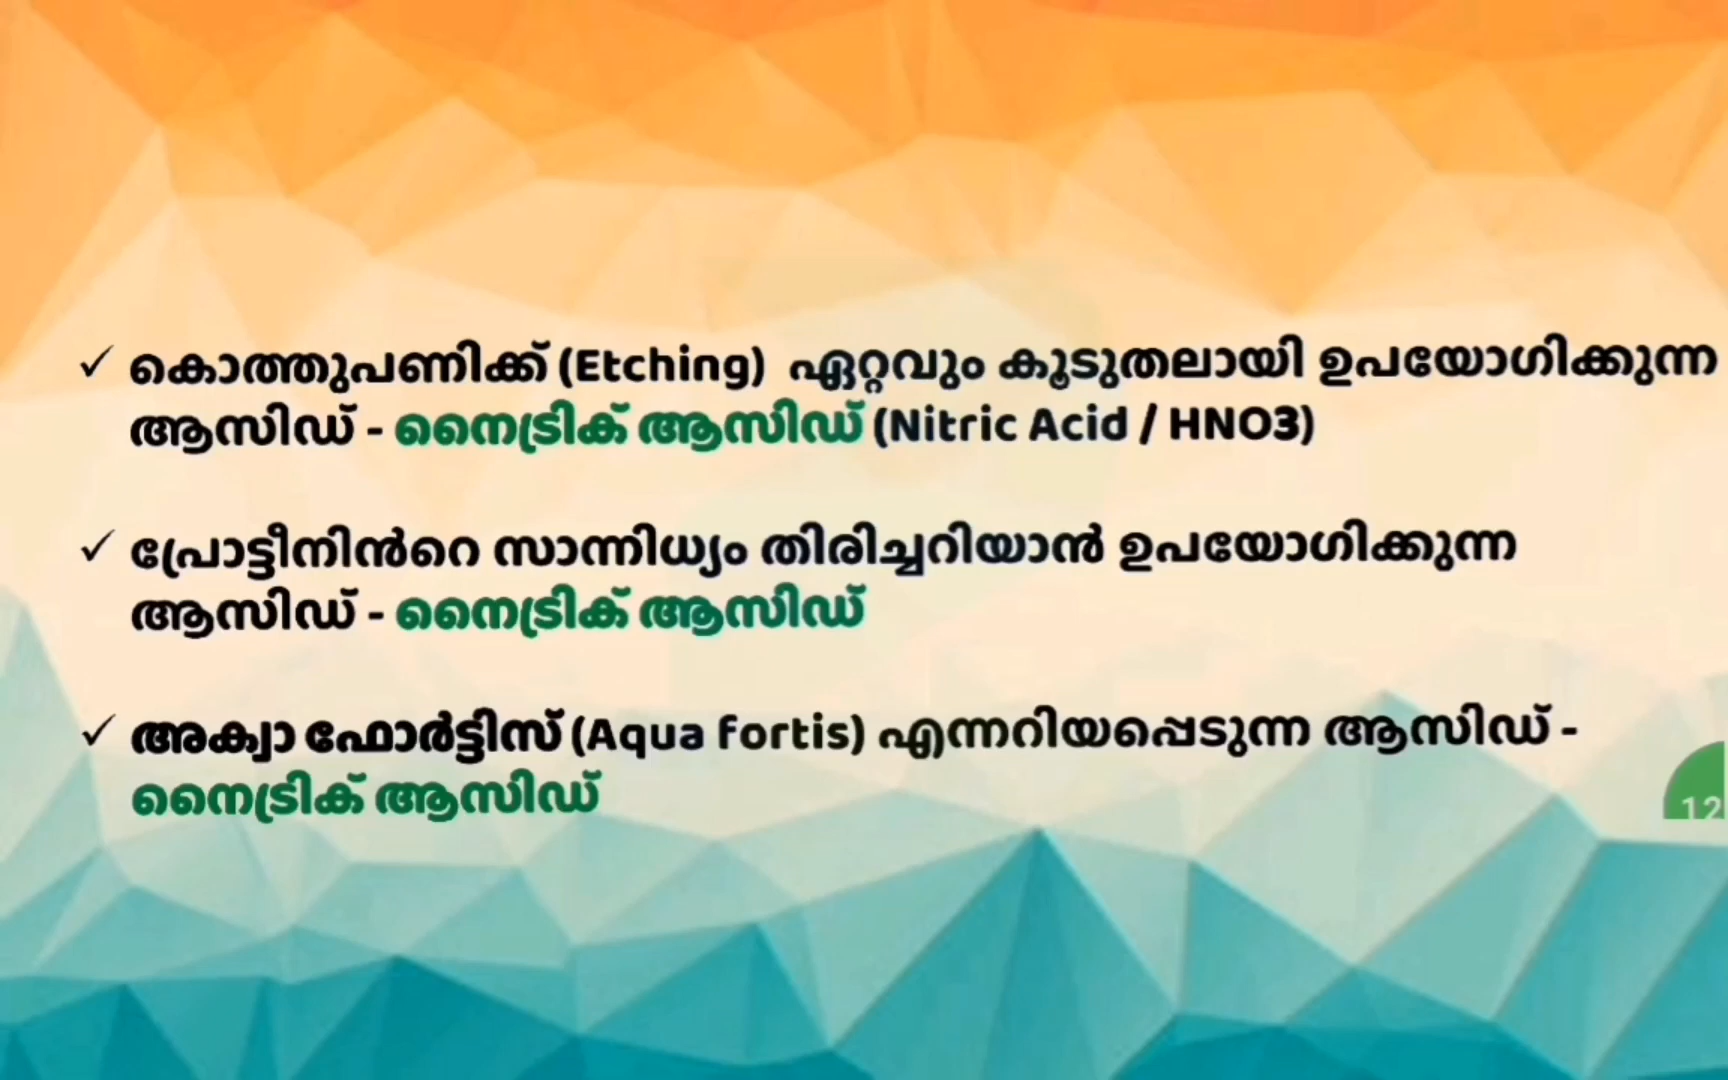 ✓ കൊത്തുപണിക്ക് (Etching) ഏറ്റവും കൂടുതലായി ഉപയോഗിക്കുന്ന
ആസിഡ് - നൈട്രിക് ആസിഡ് (Nitric Acid / HNO3)
✓ പ്രോട്ടീനിൻറെ സാന്നിധ്യം തിരിച്ചറിയാൻ ഉപയോഗിക്കുന്ന
ആസിഡ് - നൈട്രിക് ആസിഡ്
✓ അക്വാ ഫോർട്ടിസ് (Aqua fortis) എന്നറിയപ്പെടുന്ന ആസിഡ് -
നൈട്രിക് ആസിഡ്
12